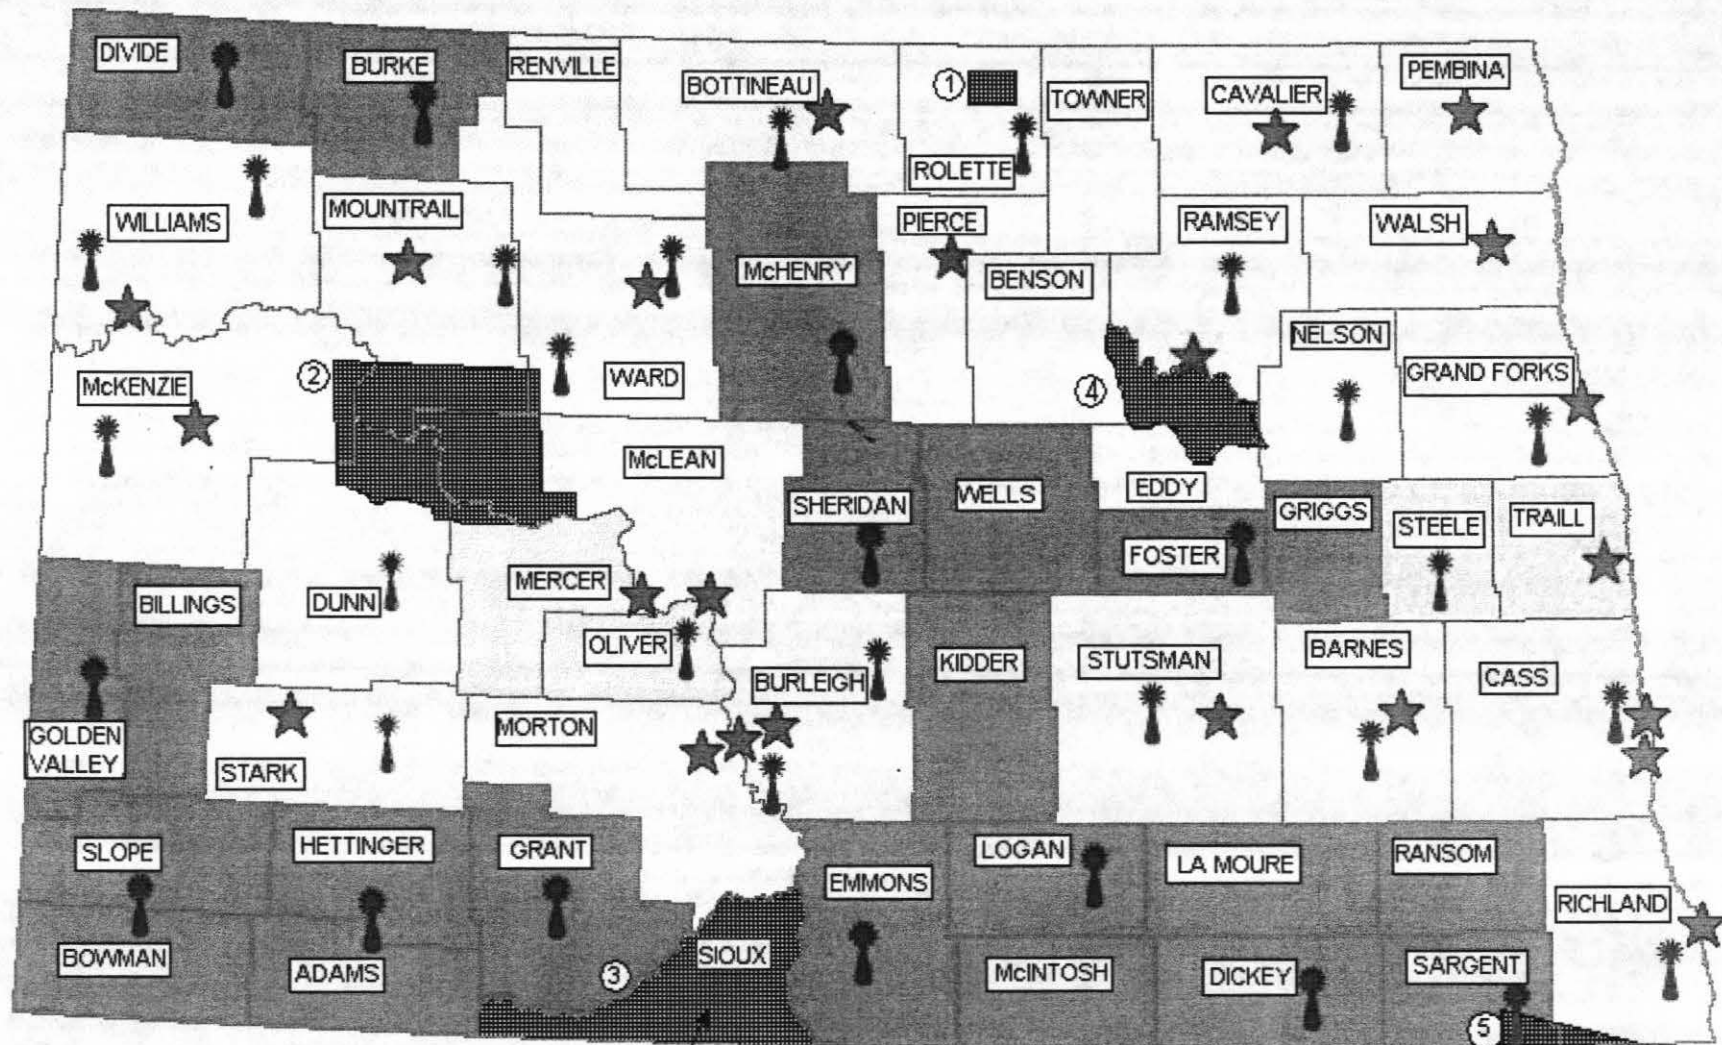 DIVIDE
BURKE
RENVILLE
BOTTINEAU
1
TOWNER
CAVALIER
PEMBINA
ROLETTE
WILLIAMS
MOUNTRAIL
PIERCE
RAMSEY
WALSH
McHENRY
BENSON
NELSON
McKENZIE
2
WARD
4
GRAND FORKS
McLEAN
SHERIDAN
WELLS
EDDY
GRIGGS
STEELE
TRAILL
FOSTER
BILLINGS
DUNN
MERCER
OLIVER
BURLEIGH
KIDDER
STUTSMAN
BARNES
CASS
GOLDEN
VALLEY
STARK
MORTON
SLOPE
HETTINGER
GRANT
EMMONS
LOGAN
LA MOURE
RANSOM
RICHLAND
BOWMAN
ADAMS
3
SIOUX
McINTOSH
DICKEY
SARGENT
5